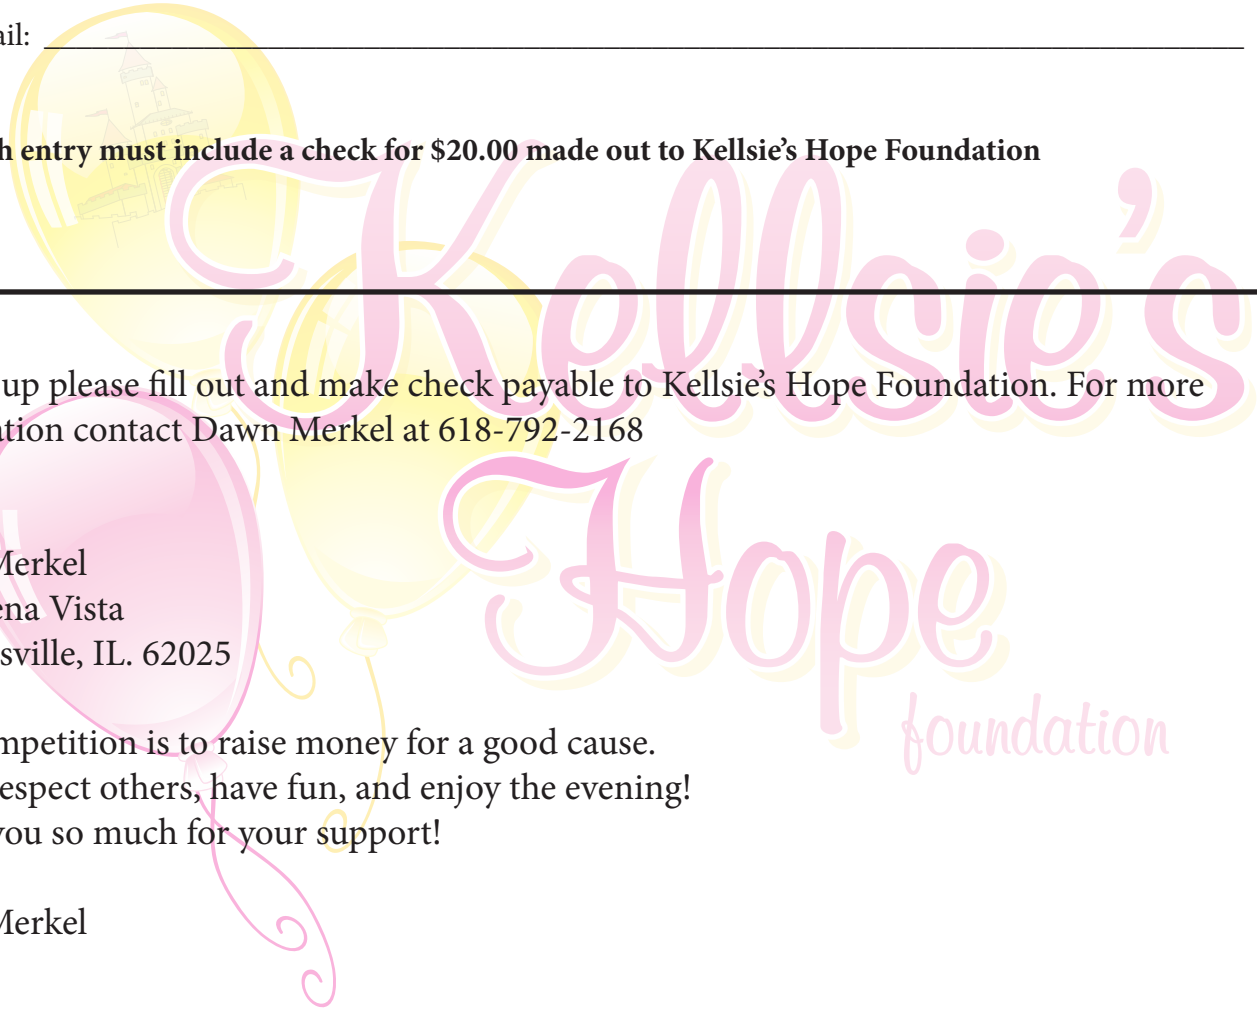 ail: ____________________
h entry must include a check for $20.00 made out to Kellsie's Hope Foundation
up please fill out and make check payable to Kellsie's Hope Foundation. For more
ation contact Dawn Merkel at 618-792-2168
Merkel
ena Vista
sville, IL. 62025
mpetition is to raise money for a good cause.
espect others, have fun, and enjoy the evening!
you so much for your support!
Merkel
Kellsie's
Hope
foundation